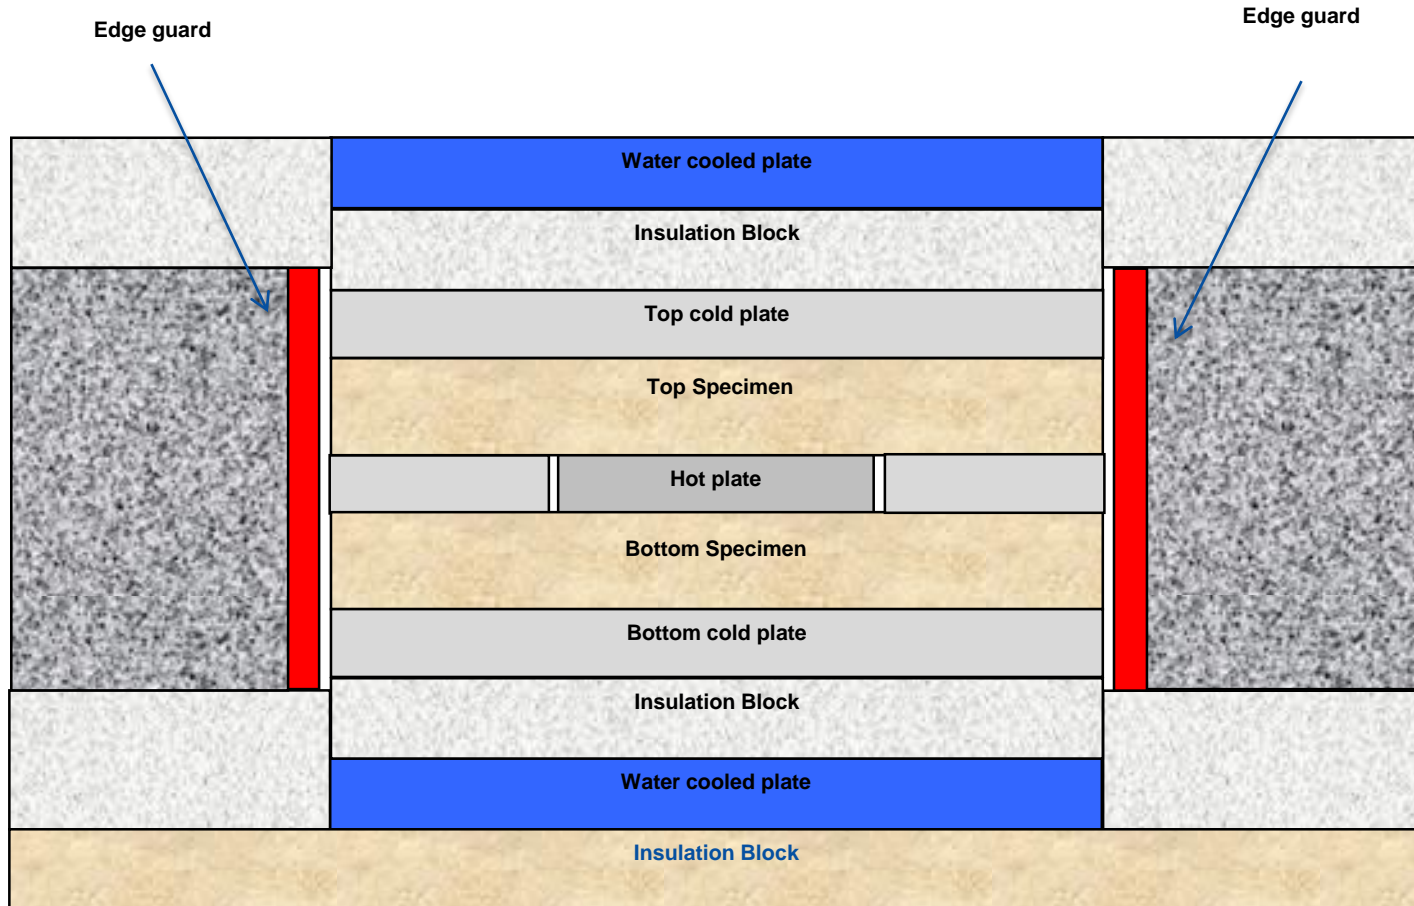 Edge guard
Edge guard
Water cooled plate
Insulation Block
Top cold plate
Top Specimen
Hot plate
Bottom Specimen
Bottom cold plate
Insulation Block
Water cooled plate
Insulation Block